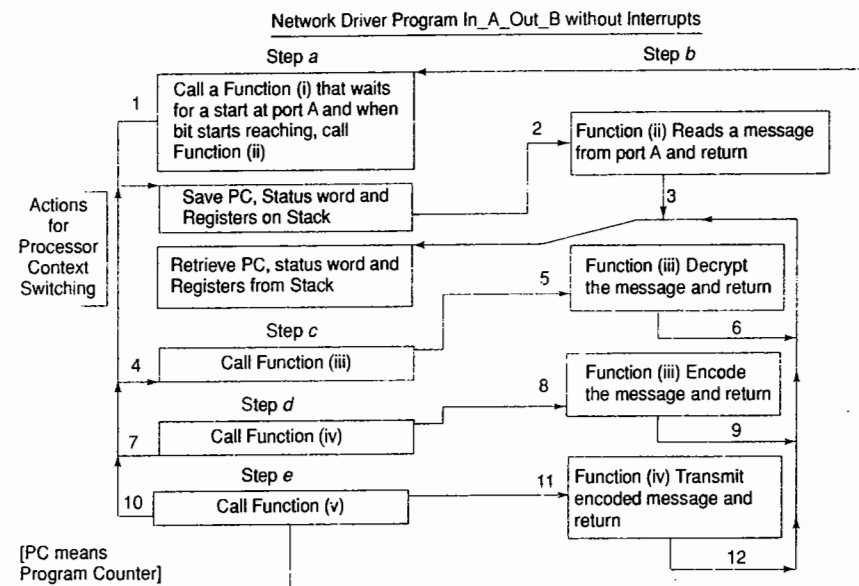 Network Driver Program In_A_Out_B without Interrupts
Step a
Step b
1
Call a Function (i) that waits
for a start at port A and when
bit starts reaching, call
Function (ii)
2
Function (ii) Reads a message
from port A and return
3
Save PC, Status word and
Registers on Stack
Actions
for
Processor
Context
Switching
Retrieve PC, status word and
Registers from Stack
5
Function (iii) Decrypt
the message and return
6
Step c
4
Call Function (iii)
8
Function (iii) Encode
the message and return
9
Step d
7
Call Function (iv)
Step e
10
Call Function (v)
11
Function (iv) Transmit
encoded message and
return
12
[PC means
Program Counter]